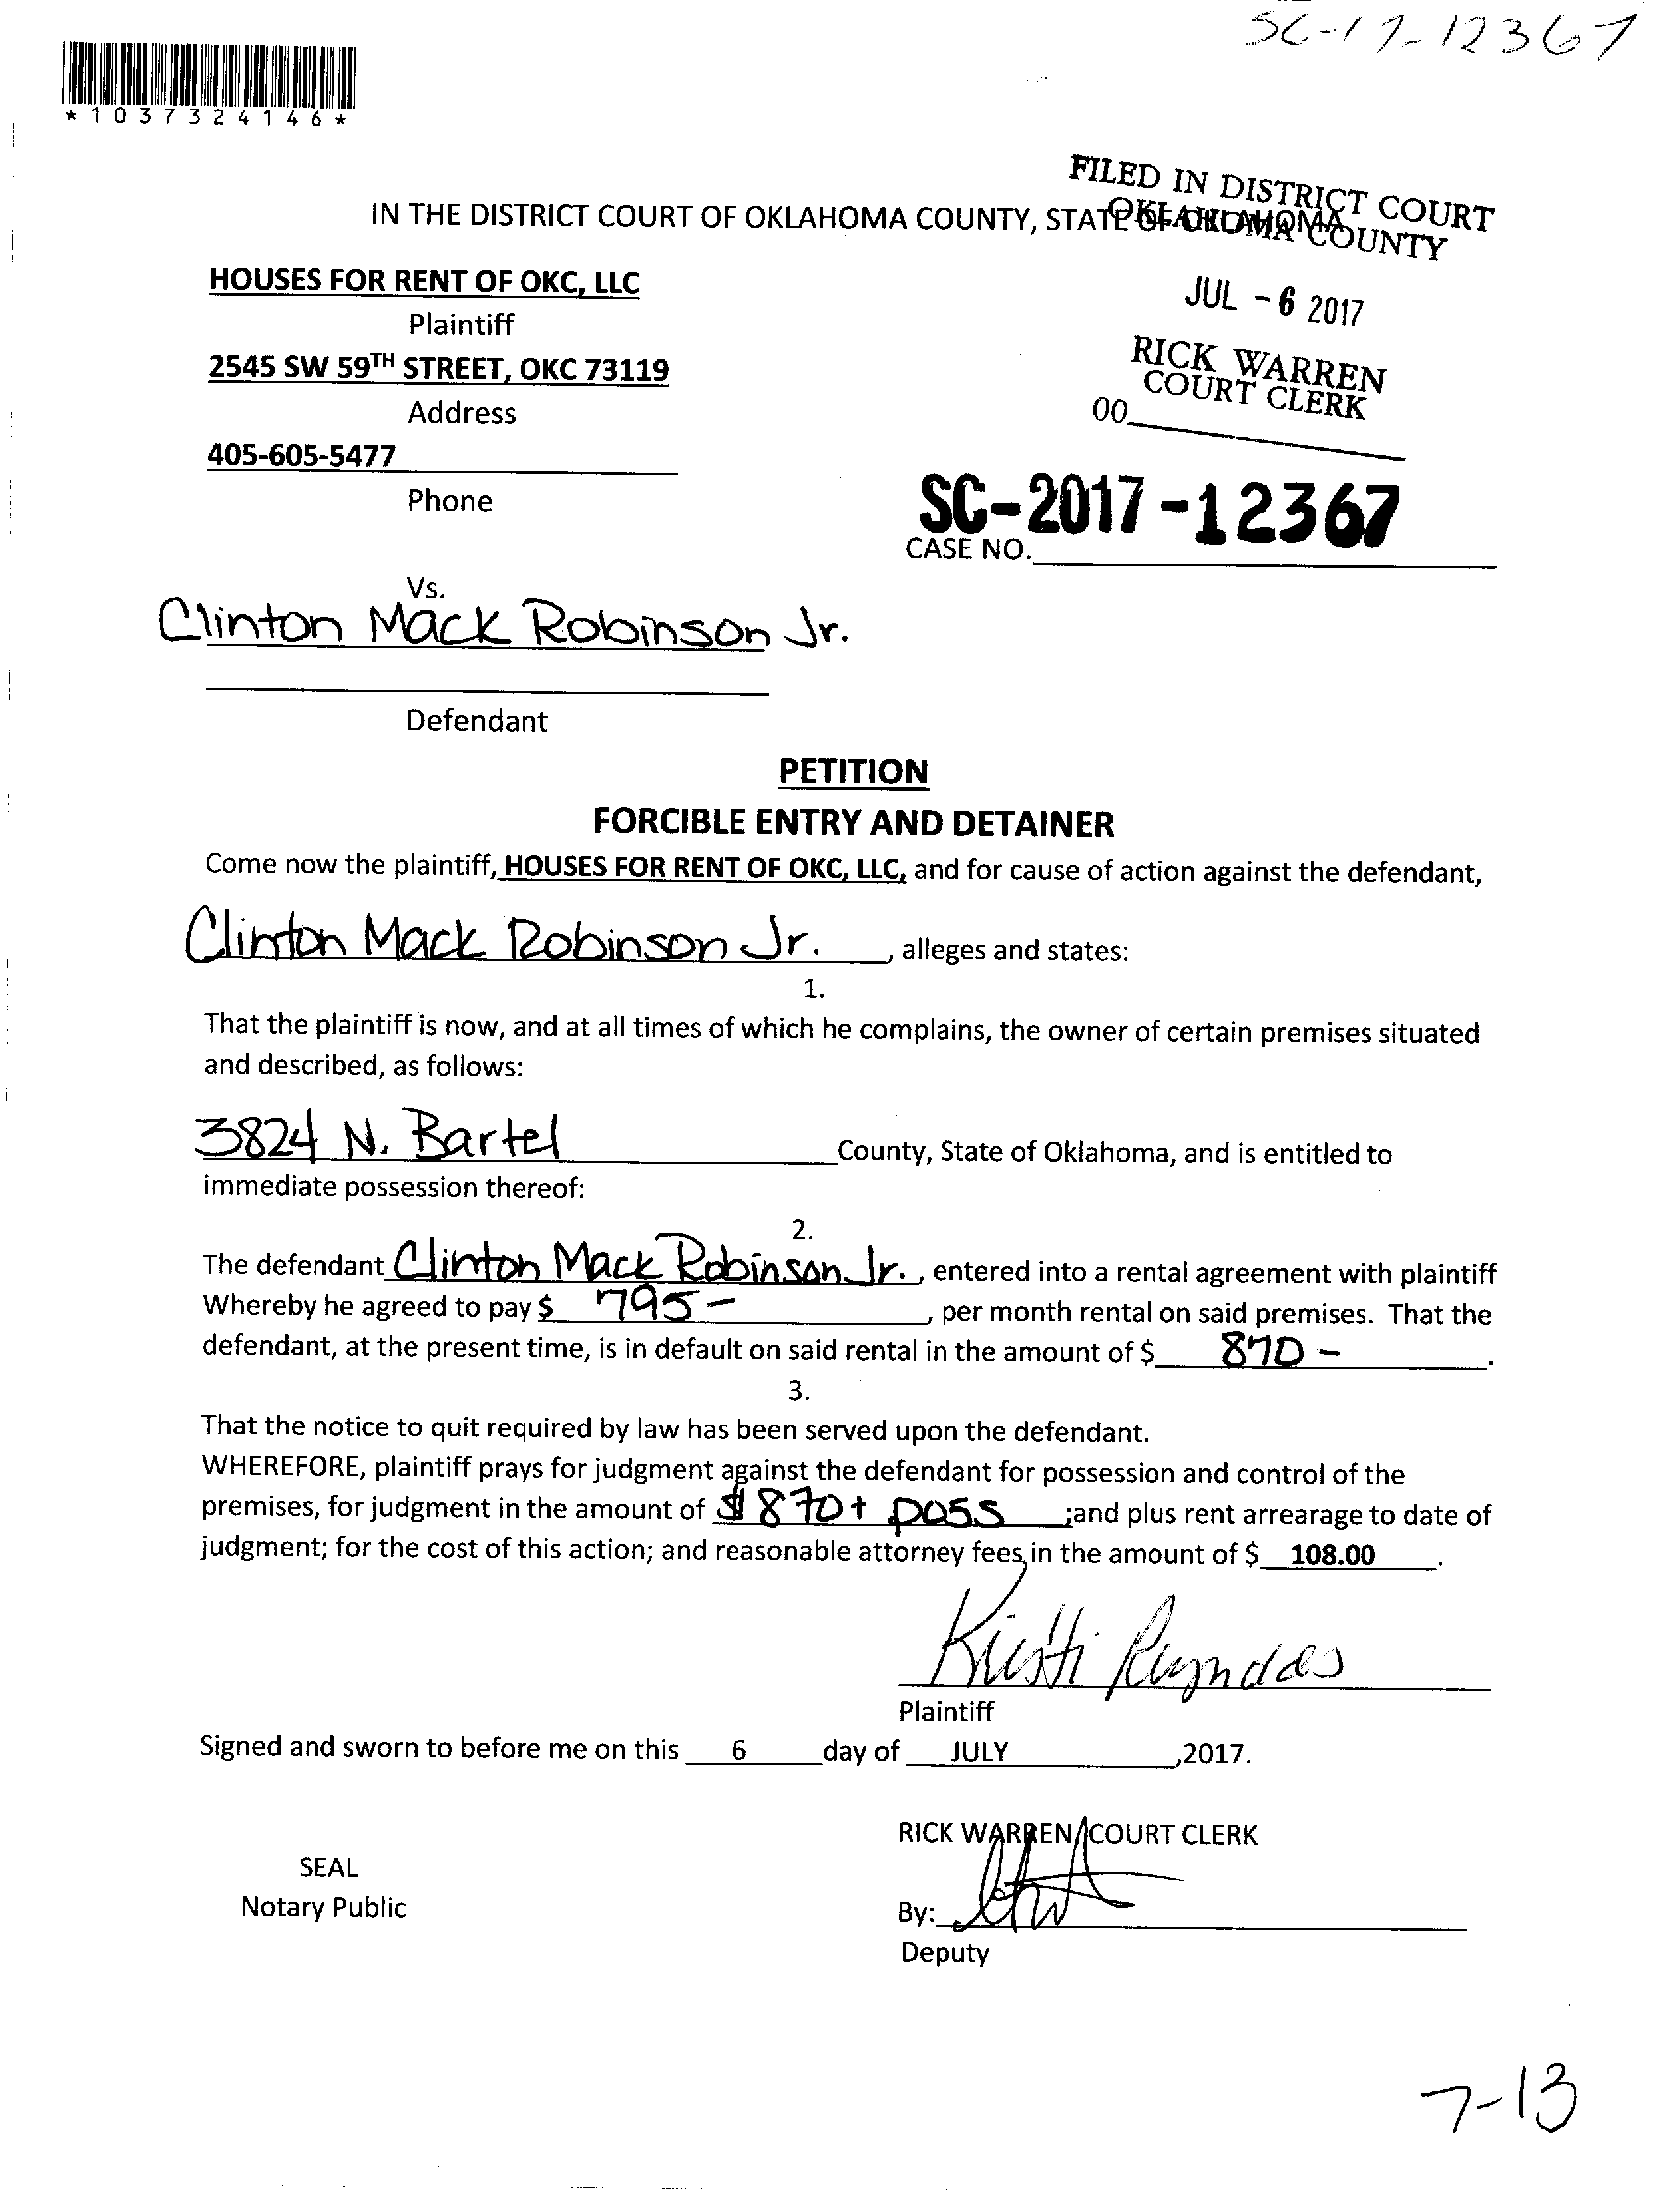 SC-17-12367
*1037324146*
FILED IN DISTRICT COURT
OKLAHOMA COUNTY
IN THE DISTRICT COURT OF OKLAHOMA COUNTY, STATE OF OKLAHOMA
HOUSES FOR RENT OF OKC, LLC
JUL - 6 2017
Plaintiff
RICK WARREN
COURT CLERK
2545 SW 59TH STREET, OKC 73119
Address
00
405-605-5477
Phone
SC-2017-12367
CASE NO.
Vs.
Clinton Mack Robinson Jr.
Defendant
PETITION
FORCIBLE ENTRY AND DETAINER
Come now the plaintiff, HOUSES FOR RENT OF OKC, LLC, and for cause of action against the defendant,
Clinton Mack Robinson Jr., alleges and states:
1.
That the plaintiff is now, and at all times of which he complains, the owner of certain premises situated
and described, as follows:
3824 N. Bartel County, State of Oklahoma, and is entitled to
immediate possession thereof:
2.
The defendant Clinton Mack Robinson Jr., entered into a rental agreement with plaintiff
Whereby he agreed to pay $ 795-, per month rental on said premises. That the
defendant, at the present time, is in default on said rental in the amount of $ 870-.
3.
That the notice to quit required by law has been served upon the defendant.
WHEREFORE, plaintiff prays for judgment against the defendant for possession and control of the
premises, for judgment in the amount of $870+ poss ;and plus rent arrearage to date of
judgment; for the cost of this action; and reasonable attorney fees in the amount of $ 108.00.
Kristi Reynolds
Plaintiff
Signed and sworn to before me on this 6 day of JULY,2017.
RICK WARREN, COURT CLERK
SEAL
Notary Public
By:
Deputy
7-13